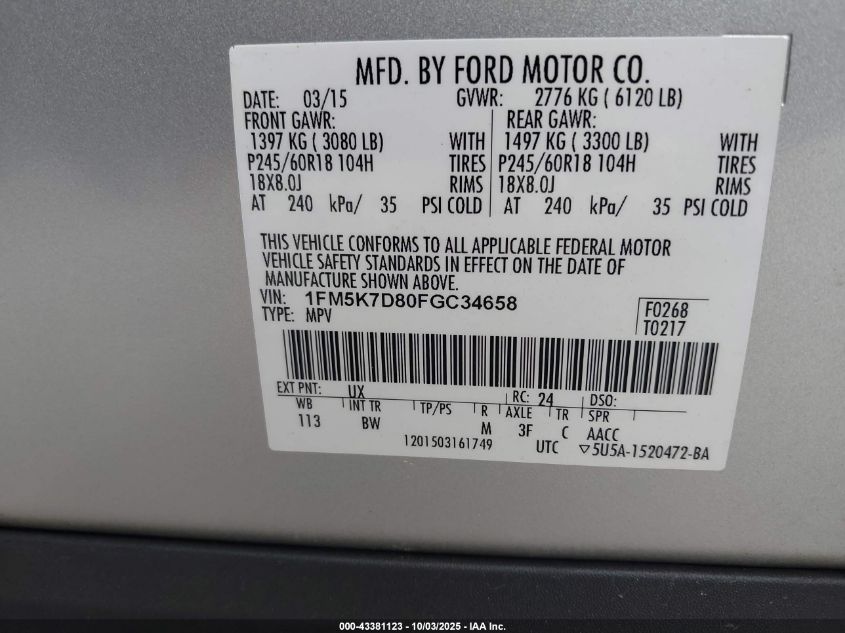 MFD. BY FORD MOTOR CO.
DATE: 03/15 GVWR: 2776 KG ( 6120 LB)
FRONT GAWR: REAR GAWR:
1397 KG ( 3080 LB) WITH 1497 KG ( 3300 LB) WITH
P245/60R18 104H TIRES P245/60R18 104H TIRES
18X8.0J RIMS 18X8.0J RIMS
AT 240 kPa/ 35 PSI COLD AT 240 kPa/ 35 PSI COLD
THIS VEHICLE CONFORMS TO ALL APPLICABLE FEDERAL MOTOR
VEHICLE SAFETY STANDARDS IN EFFECT ON THE DATE OF
MANUFACTURE SHOWN ABOVE.
VIN: 1FM5K7D80FGC34658
TYPE: MPV
F0268
T0217
EXT PNT: UX RC: 24 DSO:
WB INT TR TP/PS R AXLE TR SPR
113 BW M 3F C AACC
1201503161749 UTC ▽5U5A-1520472-BA
000-43381123 - 10/03/2025 - IAA Inc.